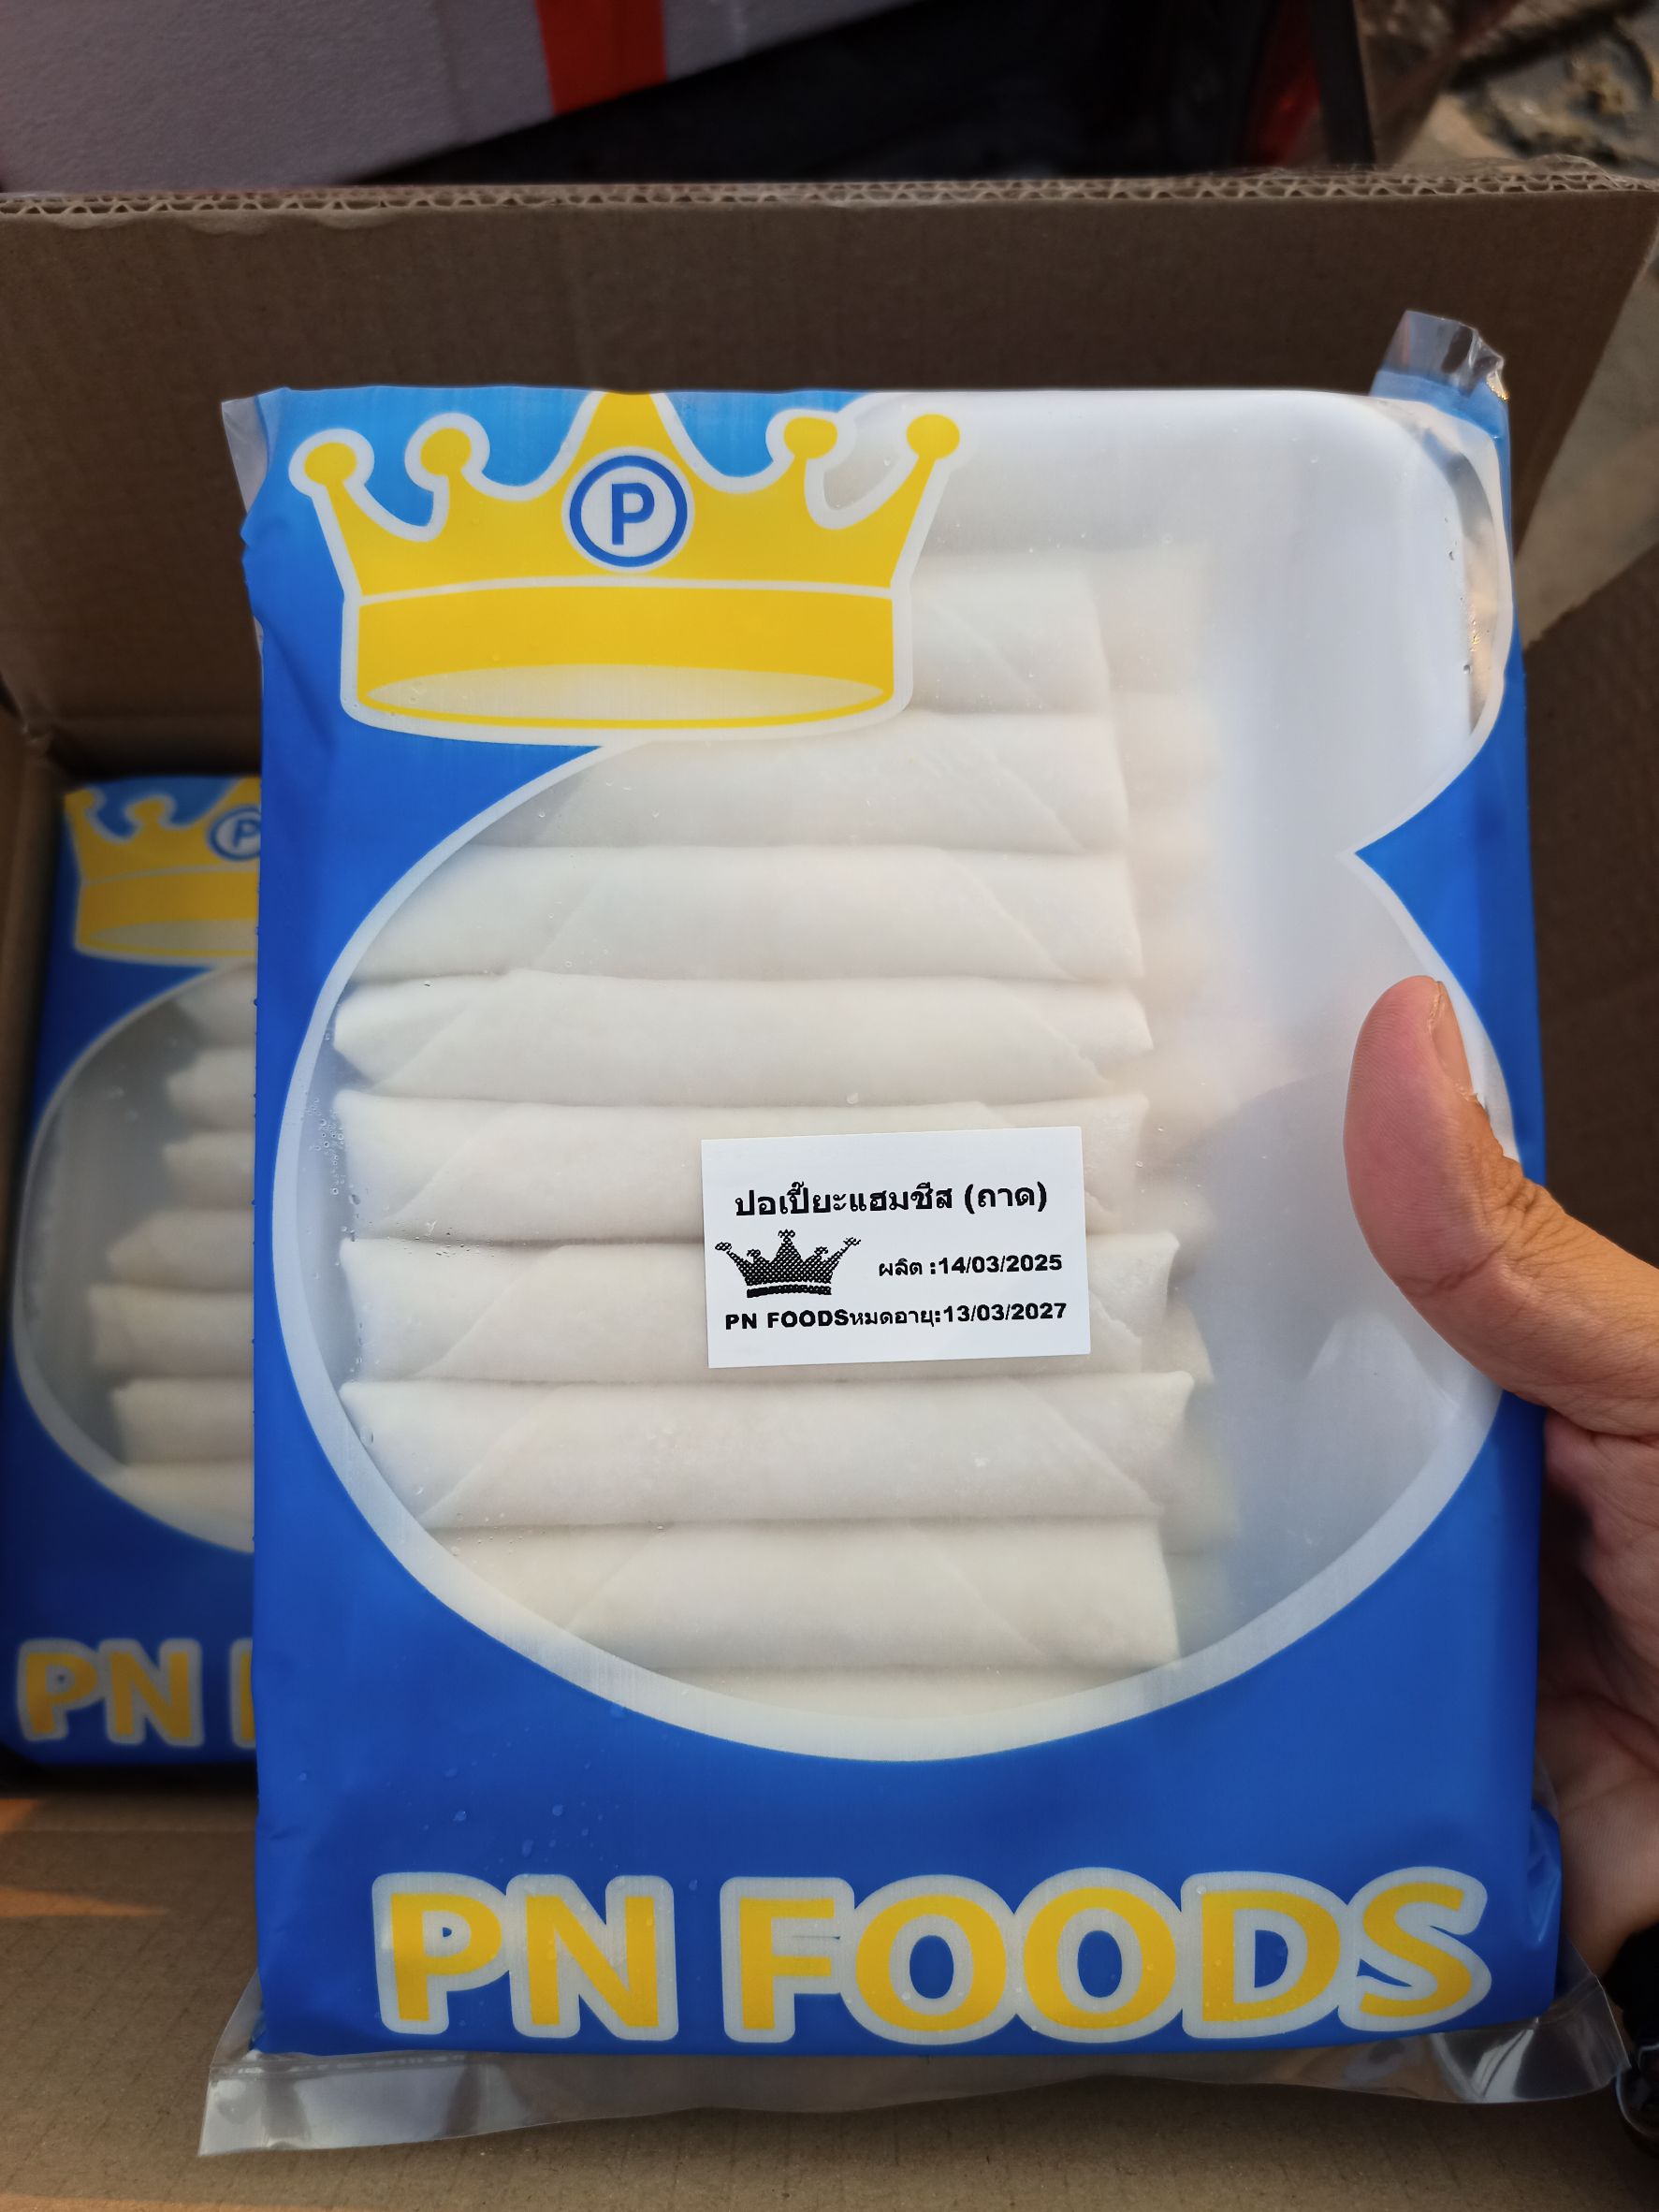 P
P
ปอเปี๊ยะแฮมชีส (ถาด)
ผลิต :14/03/2025
PN FOODSหมดอายุ:13/03/2027
PN
PN FOODS